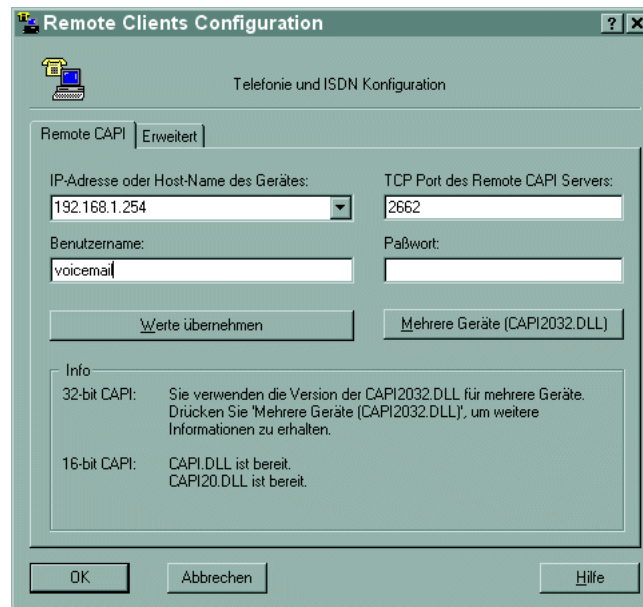 Remote Clients Configuration
Telefonie und ISDN Konfiguration
Remote CAPI Erweitert
IP-Adresse oder Host-Name des Gerätes: TCP Port des Remote CAPI Servers:
192.168.1.254 2662
Benutzername: Paßwort:
voicemail
Werte übernehmen Mehrere Geräte (CAPI2032.DLL)
Info
32-bit CAPI: Sie verwenden die Version der CAPI2032.DLL für mehrere Geräte.
Drücken Sie 'Mehrere Geräte (CAPI2032.DLL)', um weitere
Informationen zu erhalten.
16-bit CAPI: CAPI.DLL ist bereit.
CAPI20.DLL ist bereit.
OK Abbrechen Hilfe